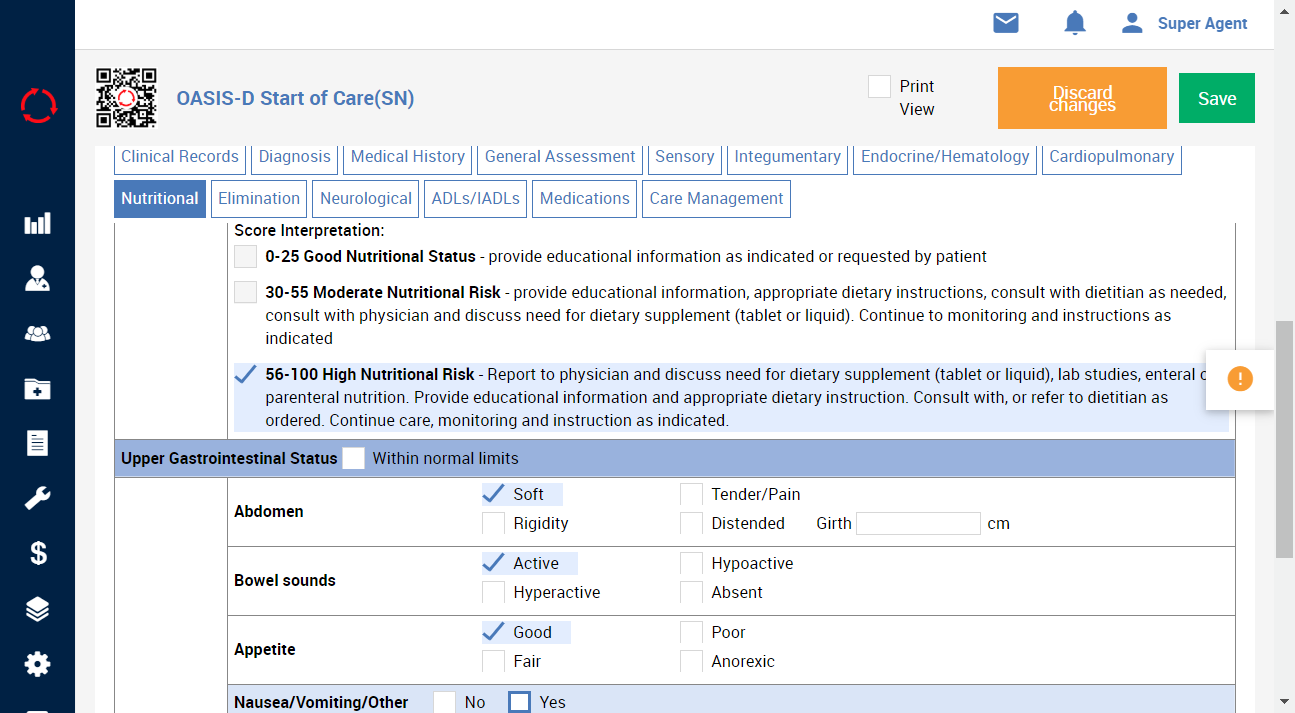 Super Agent
OASIS-D Start of Care(SN)
Print
View
Discard
changes
Save
Clinical Records
Diagnosis
Medical History
General Assessment
Sensory
Integumentary
Endocrine/Hematology
Cardiopulmonary
Nutritional
Elimination
Neurological
ADLs/IADLs
Medications
Care Management
Score Interpretation:
0-25 Good Nutritional Status - provide educational information as indicated or requested by patient
30-55 Moderate Nutritional Risk - provide educational information, appropriate dietary instructions, consult with dietitian as needed,
consult with physician and discuss need for dietary supplement (tablet or liquid). Continue to monitoring and instructions as
indicated
56-100 High Nutritional Risk - Report to physician and discuss need for dietary supplement (tablet or liquid), lab studies, enteral
parenteral nutrition. Provide educational information and appropriate dietary instruction. Consult with, or refer to dietitian as
ordered. Continue care, monitoring and instruction as indicated.
Upper Gastrointestinal Status Within normal limits
Abdomen
Soft
Tender/Pain
Rigidity
Distended Girth cm
Bowel sounds
Active
Hypoactive
Hyperactive
Absent
Appetite
Good
Poor
Fair
Anorexic
Nausea/Vomiting/Other No Yes